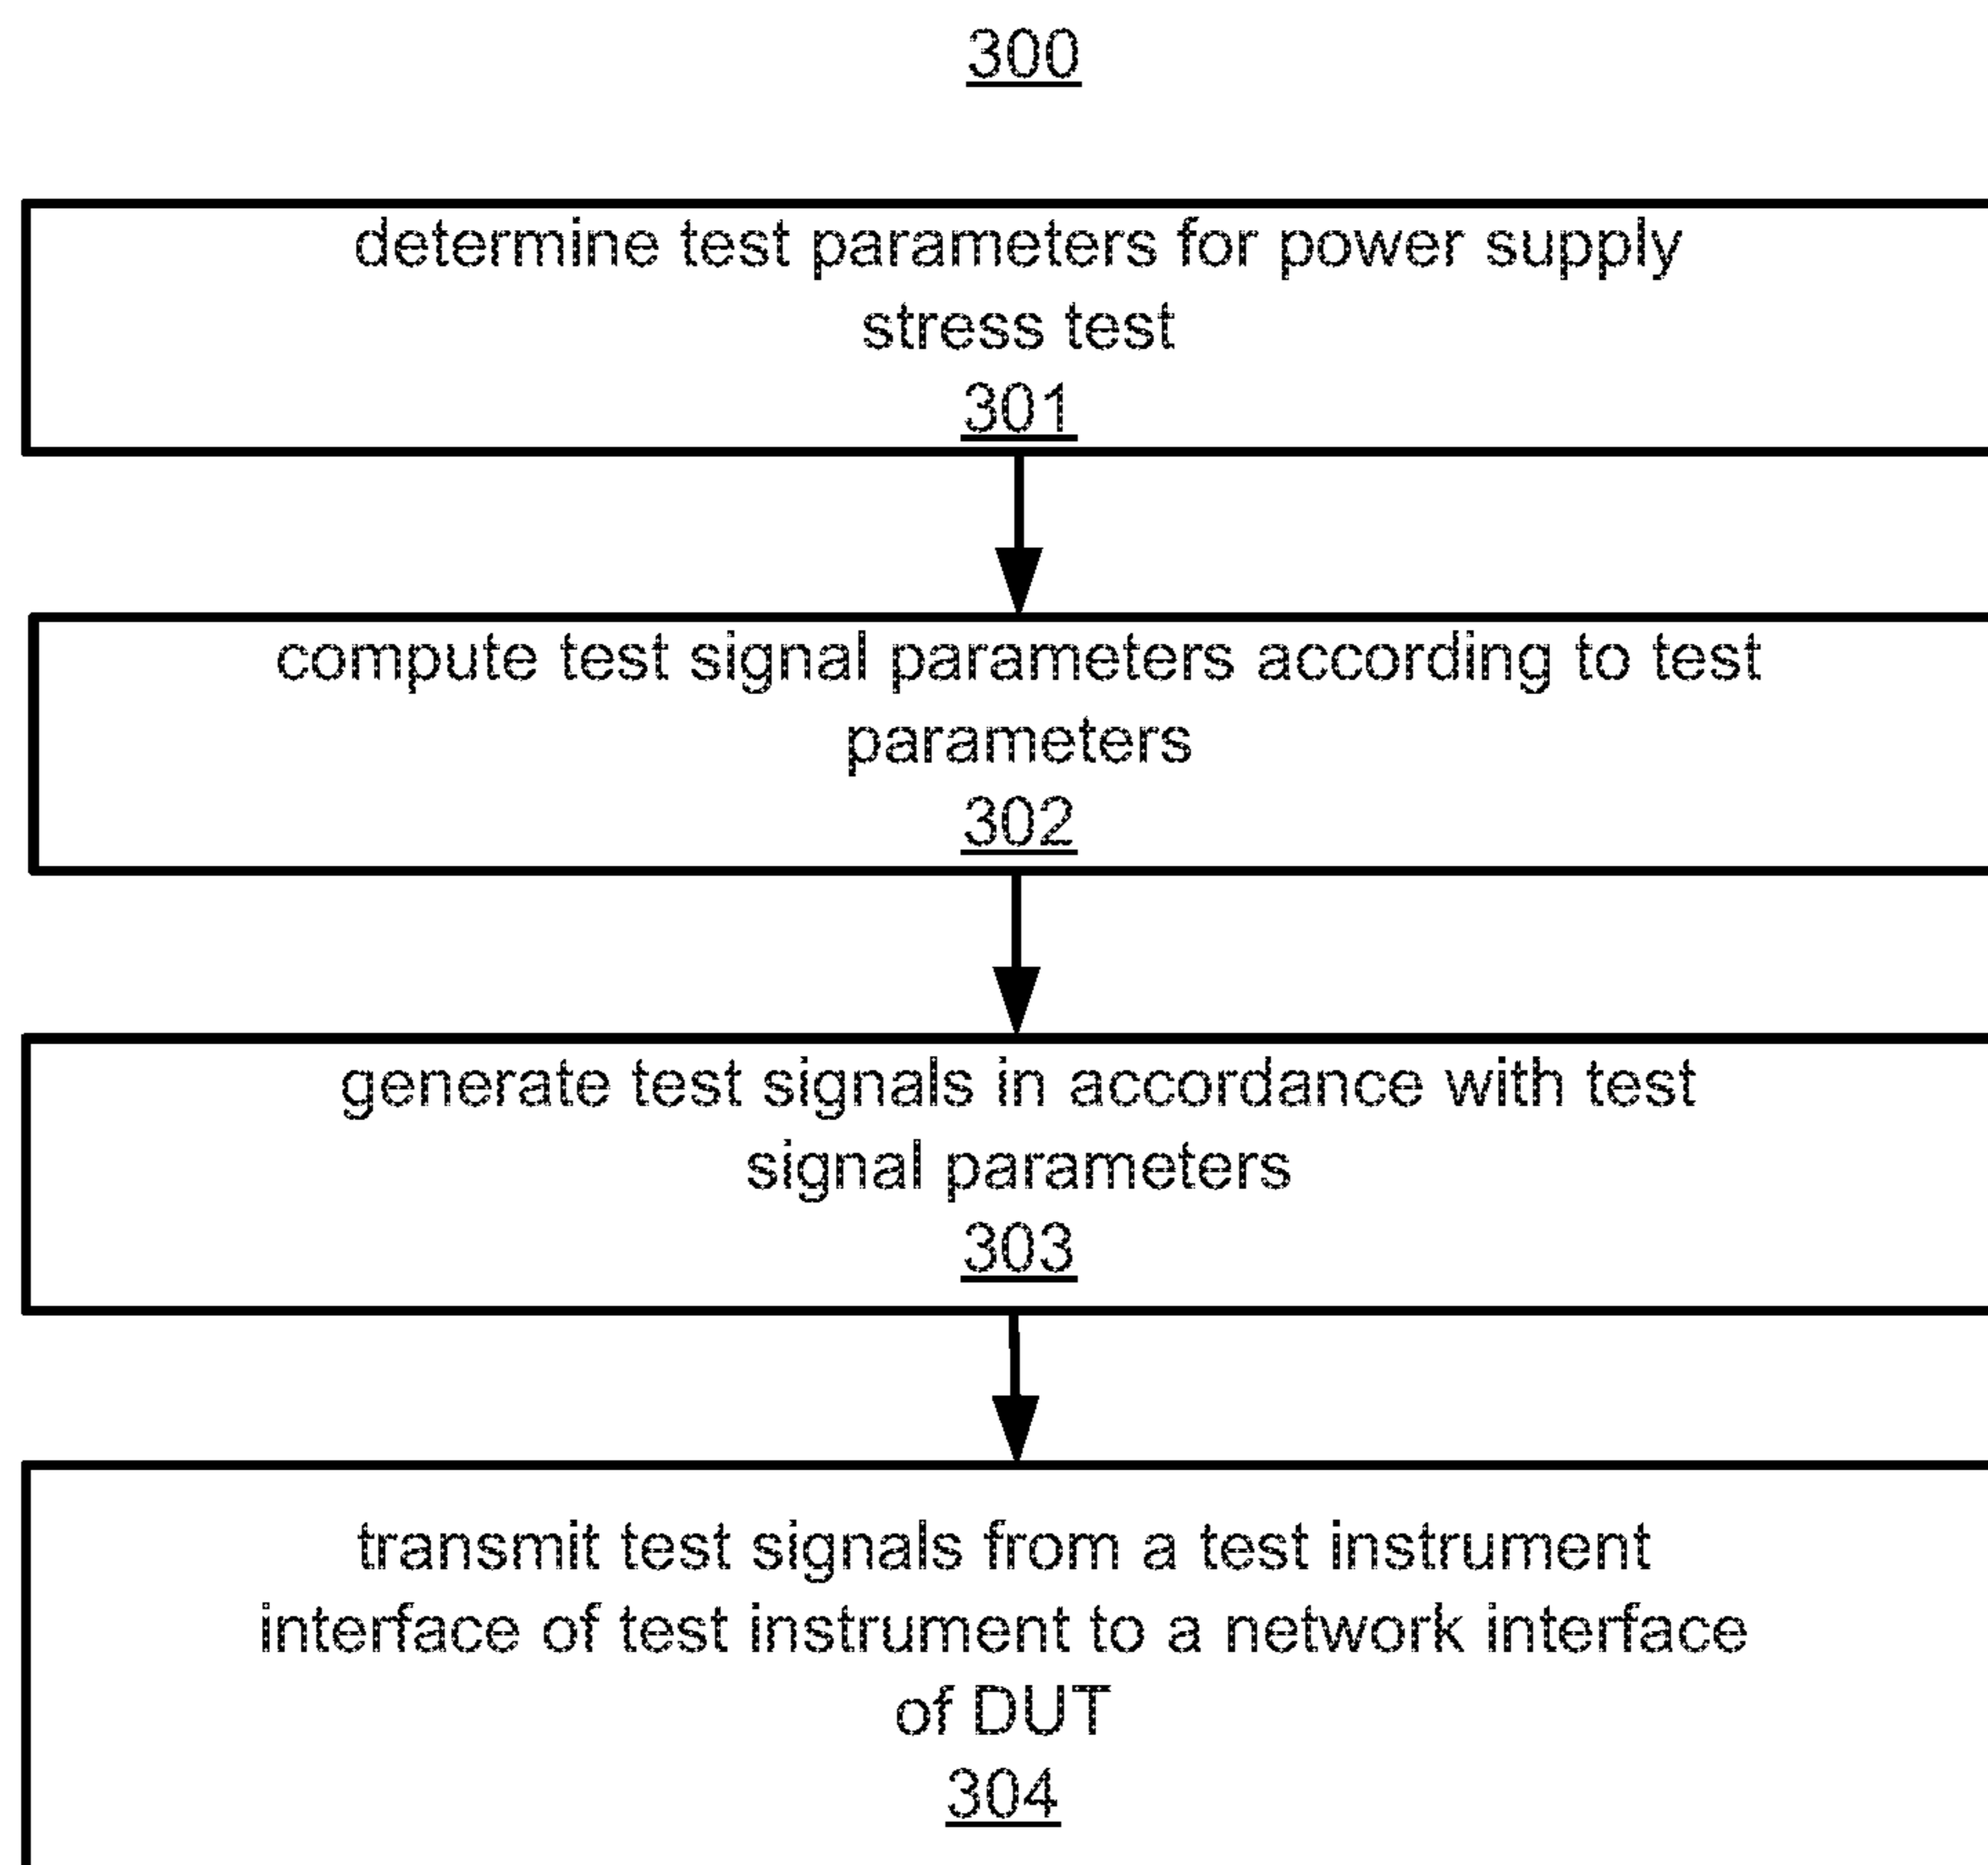 300
determine test parameters for power supply
stress test
301
compute test signal parameters according to test
parameters
302
generate test signals in accordance with test
signal parameters
303
transmit test signals from a test instrument
interface of test instrument to a network interface
of DUT
304